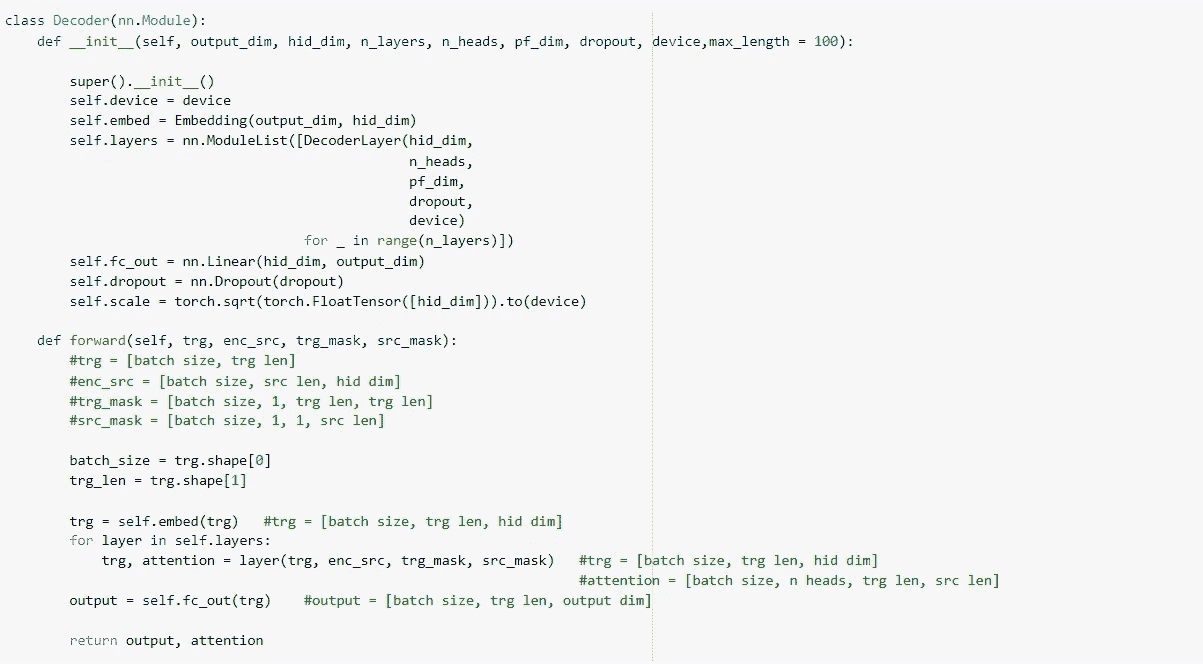 class Decoder(nn.Module):
    def __init__(self, output_dim, hid_dim, n_layers, n_heads, pf_dim, dropout, device,max_length = 100):

        super().__init__()
        self.device = device
        self.embed = Embedding(output_dim, hid_dim)
        self.layers = nn.ModuleList([DecoderLayer(hid_dim,
                                                  n_heads,
                                                  pf_dim,
                                                  dropout,
                                                  device)
                                     for _ in range(n_layers)])
        self.fc_out = nn.Linear(hid_dim, output_dim)
        self.dropout = nn.Dropout(dropout)
        self.scale = torch.sqrt(torch.FloatTensor([hid_dim])).to(device)

    def forward(self, trg, enc_src, trg_mask, src_mask):
        #trg = [batch size, trg len]
        #enc_src = [batch size, src len, hid dim]
        #trg_mask = [batch size, 1, trg len, trg len]
        #src_mask = [batch size, 1, 1, src len]

        batch_size = trg.shape[0]
        trg_len = trg.shape[1]

        trg = self.embed(trg)   #trg = [batch size, trg len, hid dim]
        for layer in self.layers:
            trg, attention = layer(trg, enc_src, trg_mask, src_mask)   #trg = [batch size, trg len, hid dim]
                                                                       #attention = [batch size, n heads, trg len, src len]
        output = self.fc_out(trg)    #output = [batch size, trg len, output dim]

        return output, attention